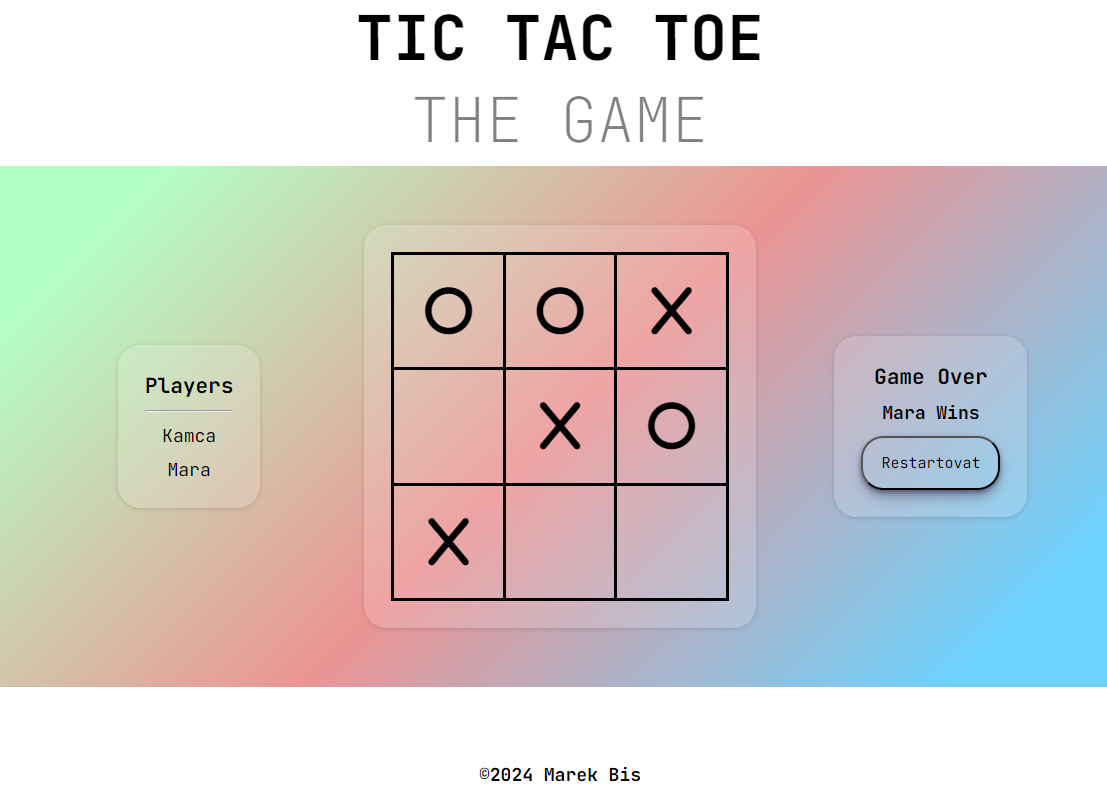 TIC TAC TOE
THE GAME
Players
Kamca
Mara
O O X
X O
X
Game Over
Mara Wins
Restartovat
©2024 Marek Bis